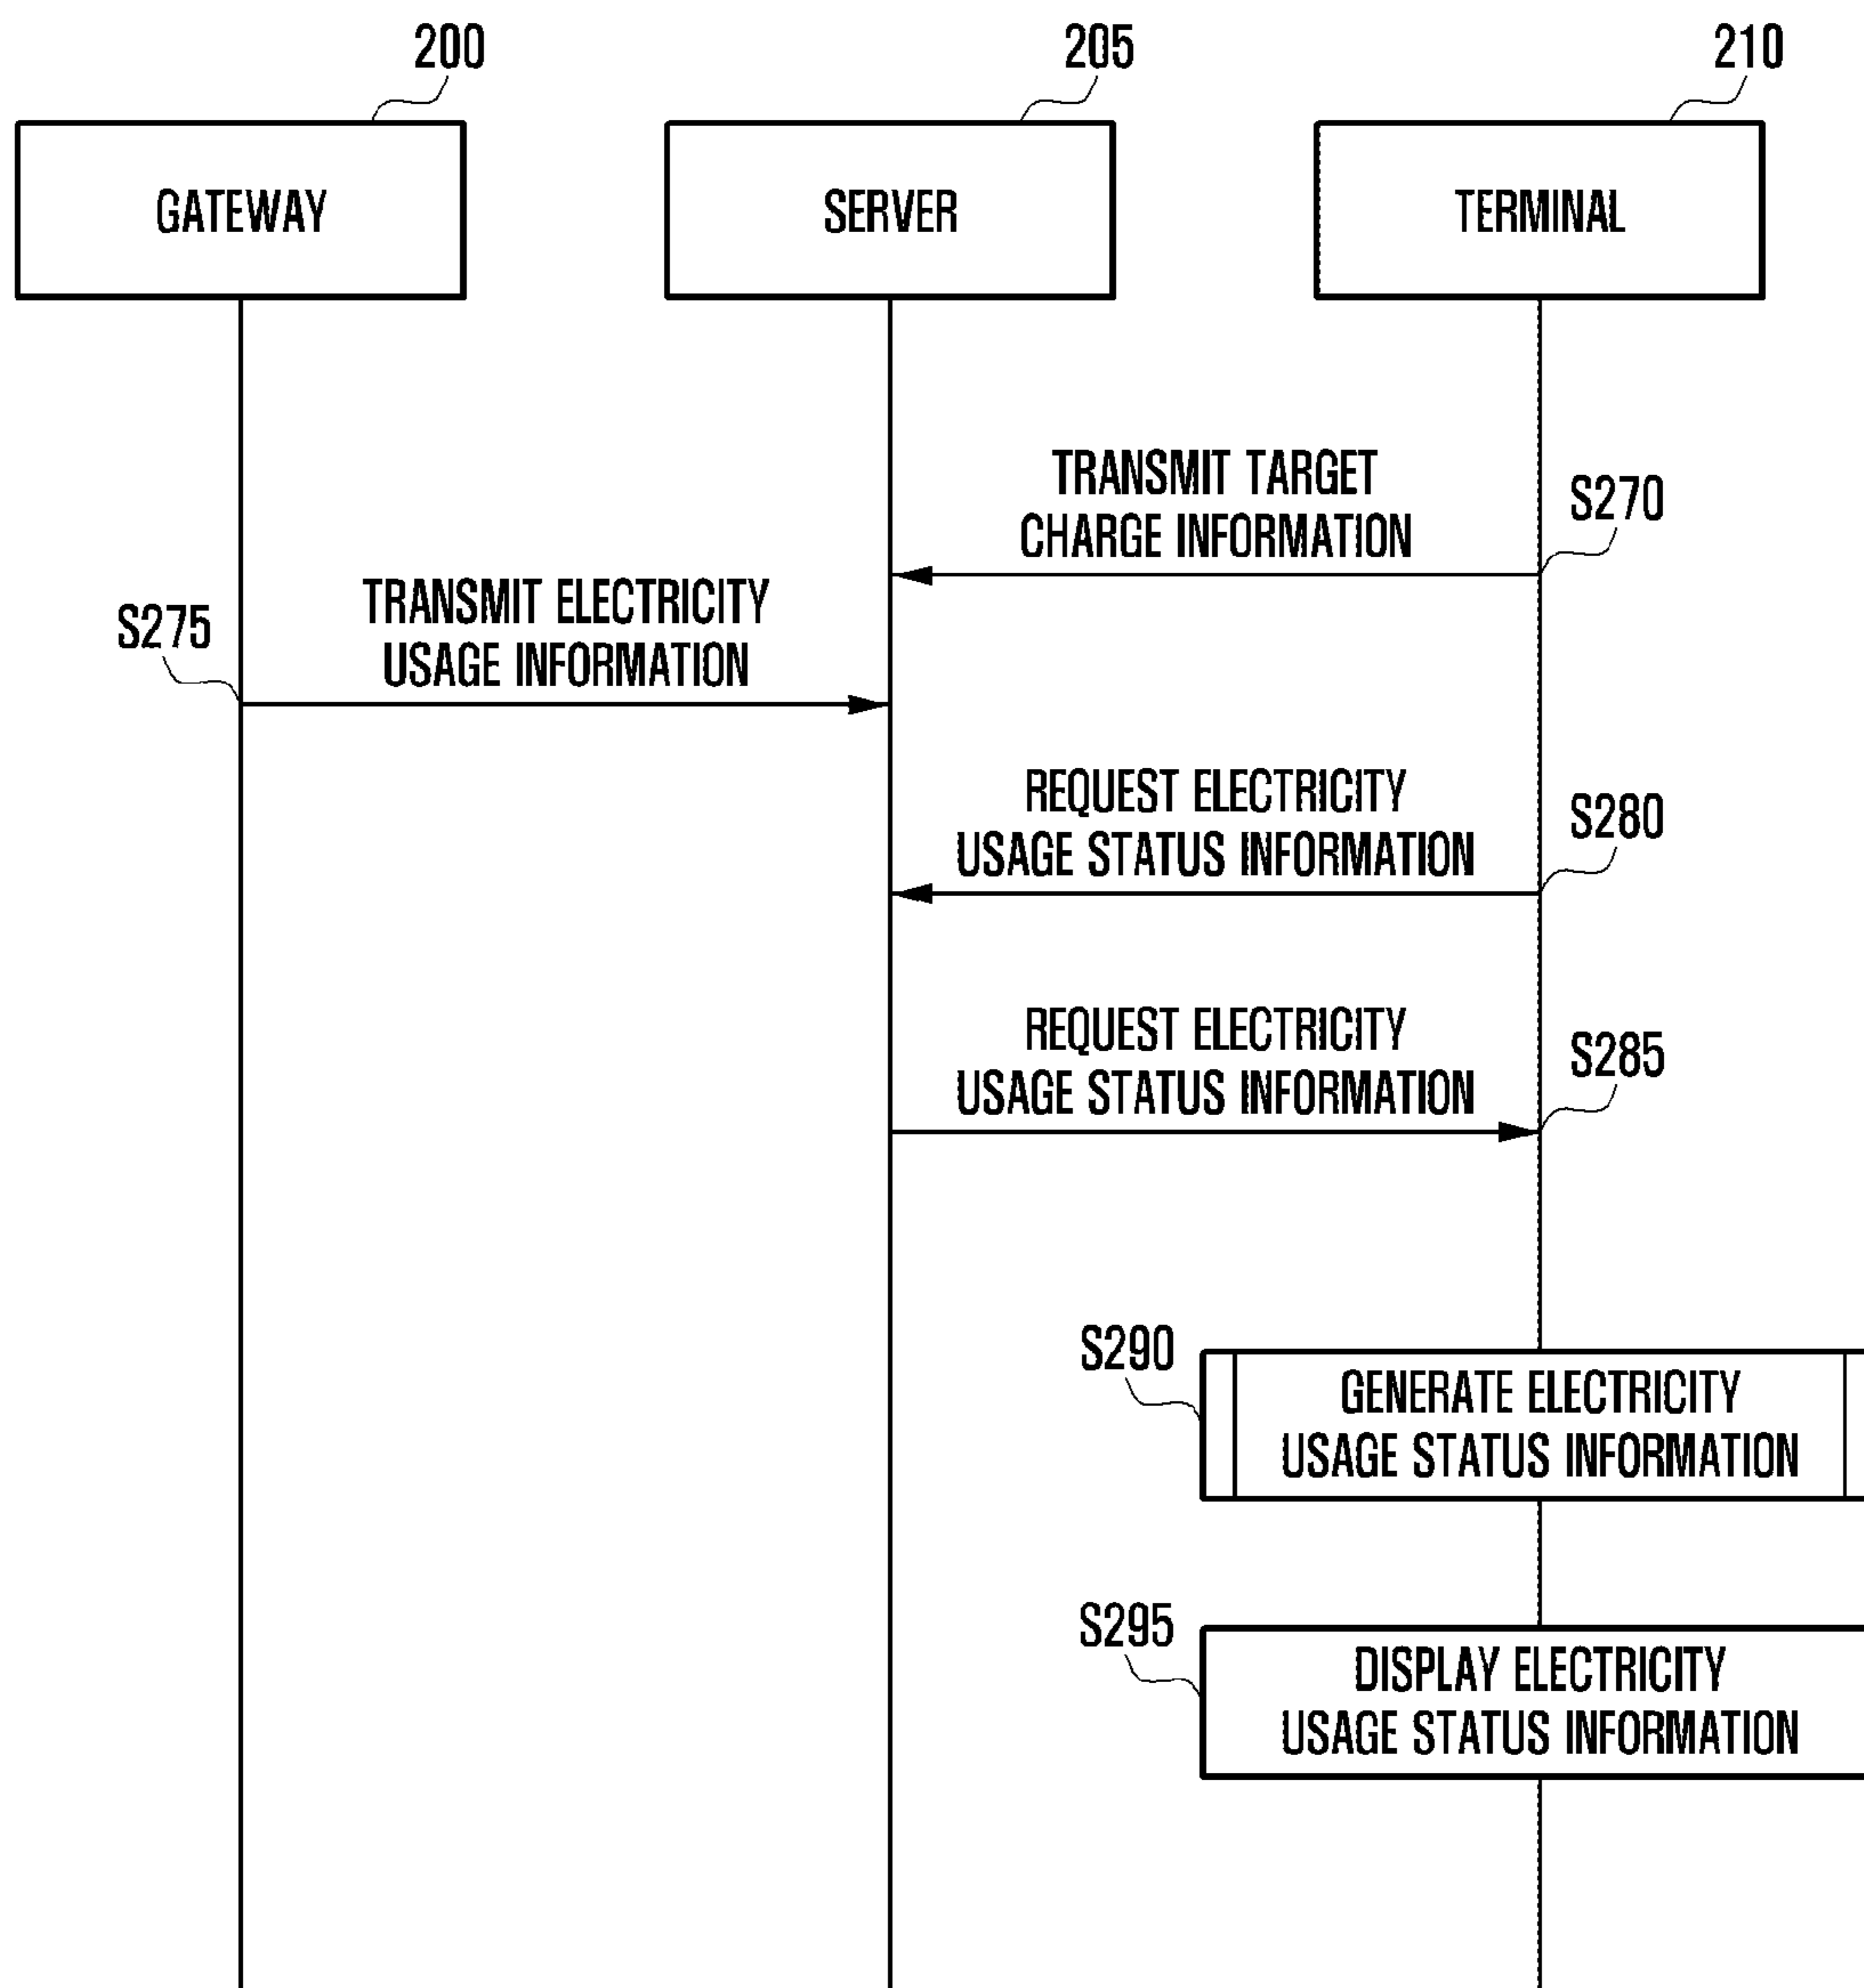 200
205
210
GATEWAY
SERVER
TERMINAL
TRANSMIT TARGET
CHARGE INFORMATION
S270
TRANSMIT ELECTRICITY
USAGE INFORMATION
S275
REQUEST ELECTRICITY
USAGE STATUS INFORMATION
S280
REQUEST ELECTRICITY
USAGE STATUS INFORMATION
S285
S290
GENERATE ELECTRICITY
USAGE STATUS INFORMATION
S295
DISPLAY ELECTRICITY
USAGE STATUS INFORMATION